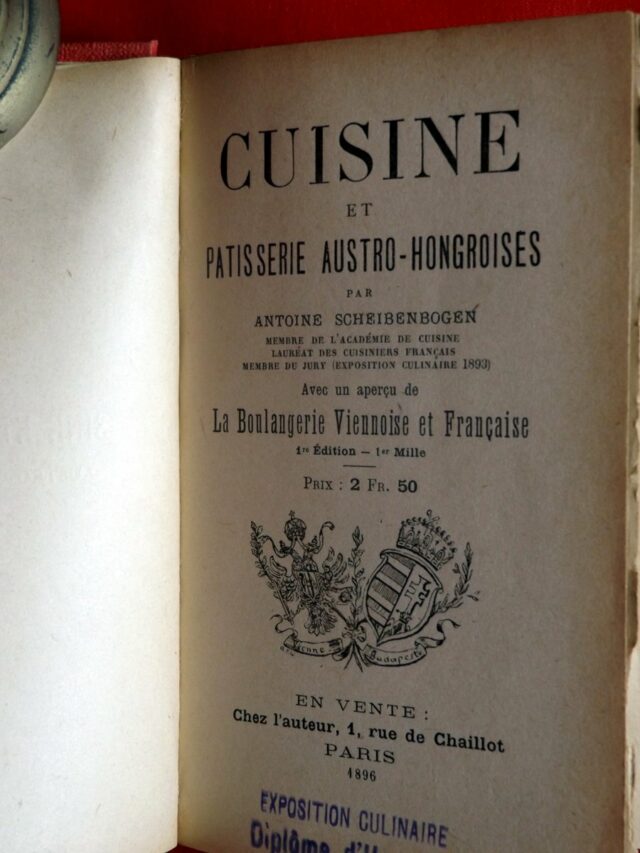 CUISINE
ET
PATISSERIE AUSTRO-HONGROISES
PAR
ANTOINE SCHEIBENBOGEN
MEMBRE DE L'ACADÉMIE DE CUISINE
LAURÉAT DES CUISINIERS FRANÇAIS
MEMBRE DU JURY (EXPOSITION CULINAIRE 1893)
Avec un aperçu de
La Boulangerie Viennoise et Française
1re Édition — 1er Mille
PRIX : 2 FR. 50
Vienne Budapest
EN VENTE :
Chez l'auteur, 1, rue de Chaillot
PARIS
1896
EXPOSITION CULINAIRE
Diplôme